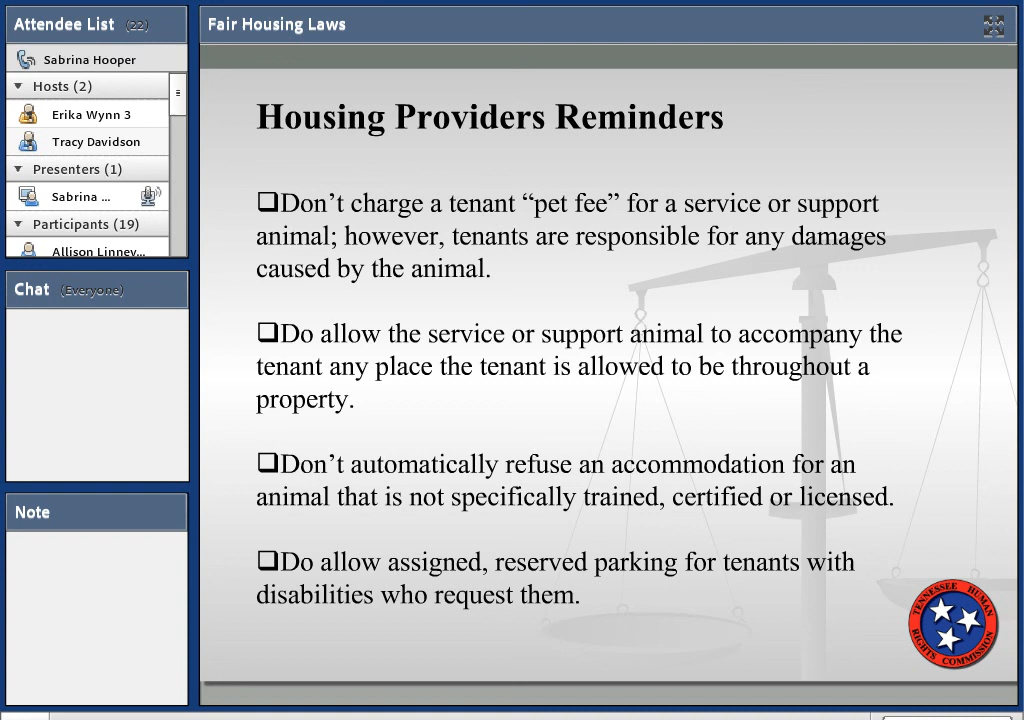 Attendee List (22)
Sabrina Hooper
Hosts (2)
Erika Wynn 3
Tracy Davidson
Presenters (1)
Sabrina ...
Participants (19)
Allison Linney...
Chat (Everyone)
Note
Fair Housing Laws
Housing Providers Reminders
❑Don’t charge a tenant “pet fee” for a service or support
animal; however, tenants are responsible for any damages
caused by the animal.
❑Do allow the service or support animal to accompany the
tenant any place the tenant is allowed to be throughout a
property.
❑Don’t automatically refuse an accommodation for an
animal that is not specifically trained, certified or licensed.
❑Do allow assigned, reserved parking for tenants with
disabilities who request them.
TENNESSEE HUMAN
RIGHTS COMMISSION